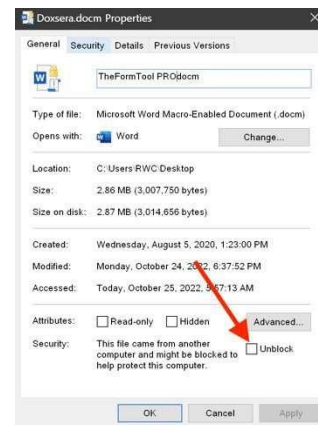 Doxsera.docm Properties
General Security Details Previous Versions
TheFormTool PROdocm
Type of file: Microsoft Word Macro-Enabled Document (.docm)
Opens with: Word Change...
Location: C:\Users\RWC\Desktop
Size: 2.86 MB (3,007,750 bytes)
Size on disk: 2.87 MB (3,014,656 bytes)
Created: Wednesday, August 5, 2020, 1:23:00 PM
Modified: Monday, October 24, 2022, 6:37:52 PM
Accessed: Today, October 25, 2022, 5:57:13 AM
Attributes: Read-only Hidden Advanced...
Security: This file came from another
computer and might be blocked to Unblock
help protect this computer.
OK Cancel Apply